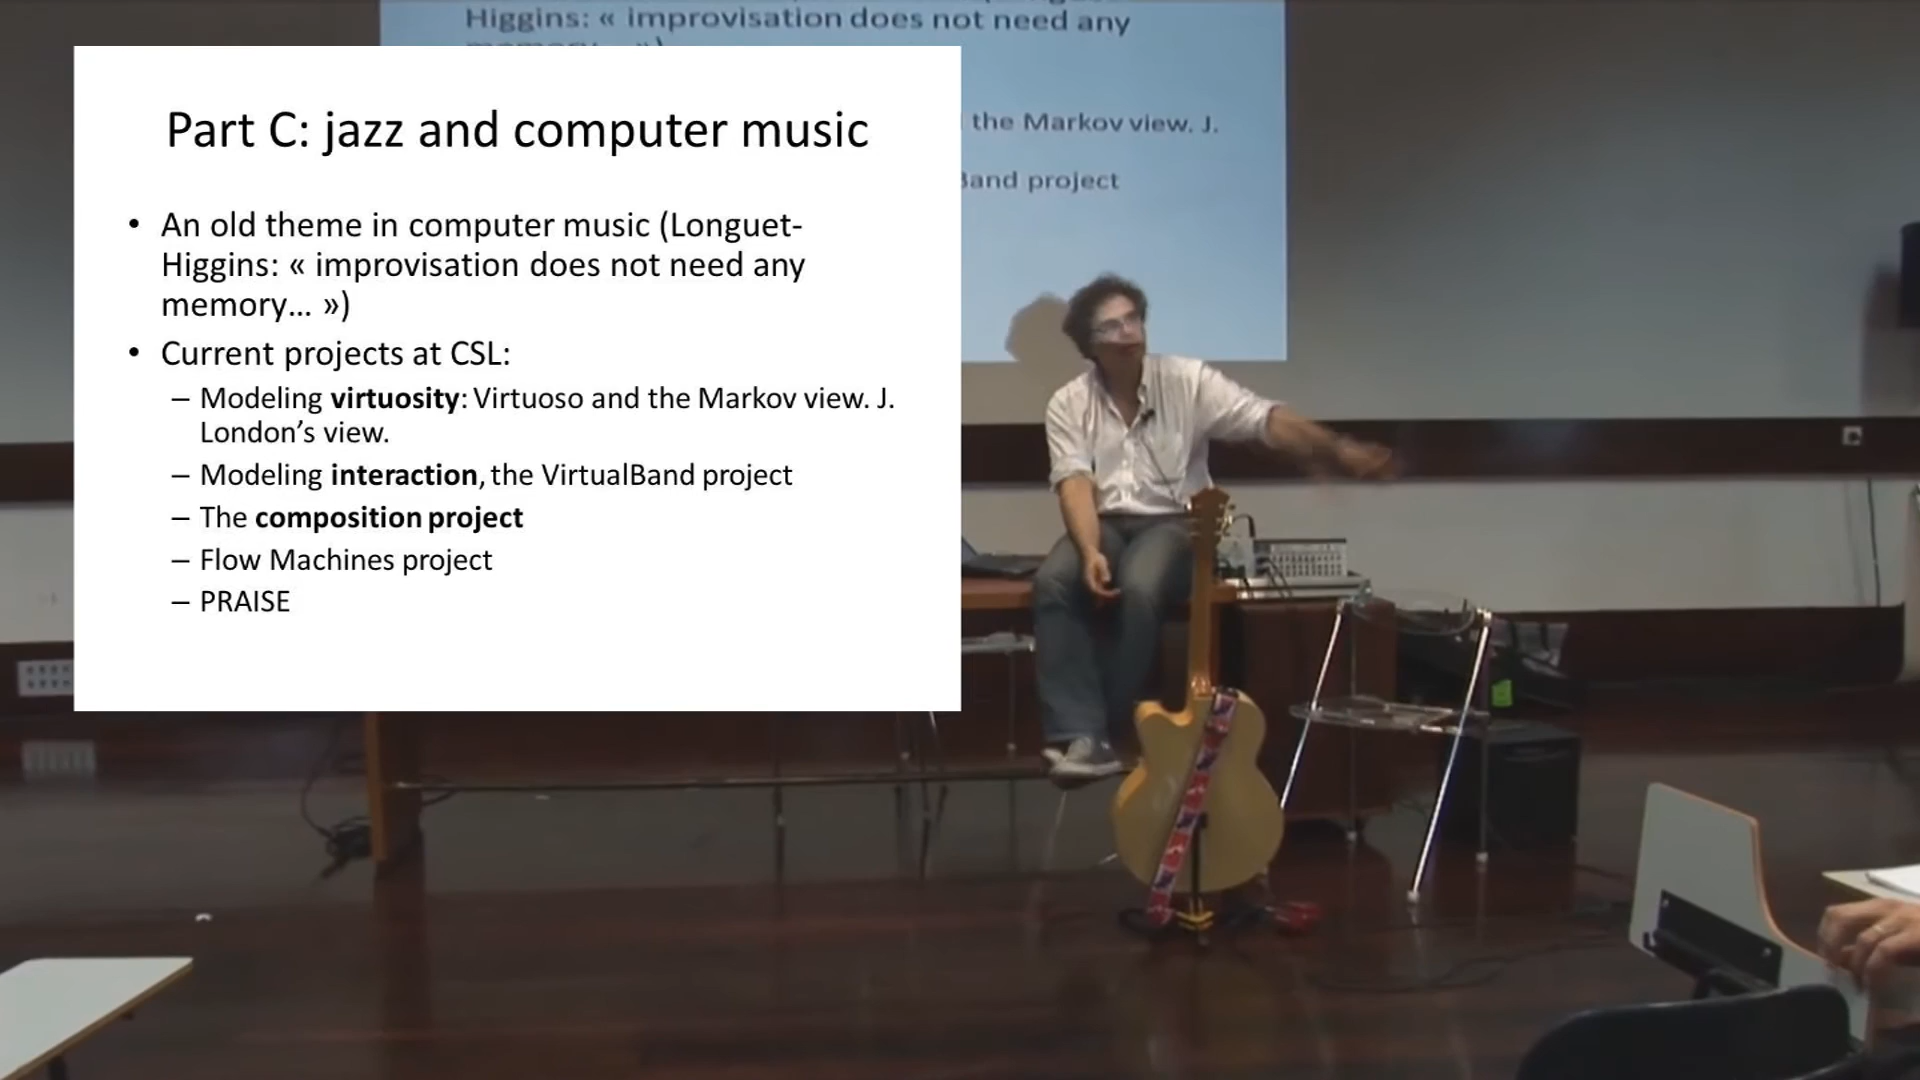 Part C: jazz and computer music
• An old theme in computer music (Longuet-
Higgins: « improvisation does not need any
memory... »)
• Current projects at CSL:
– Modeling virtuosity: Virtuoso and the Markov view. J.
London's view.
– Modeling interaction, the VirtualBand project
– The composition project
– Flow Machines project
– PRAISE
Higgins: « improvisation does not need any
memory... »)
the Markov view. J.
Band project